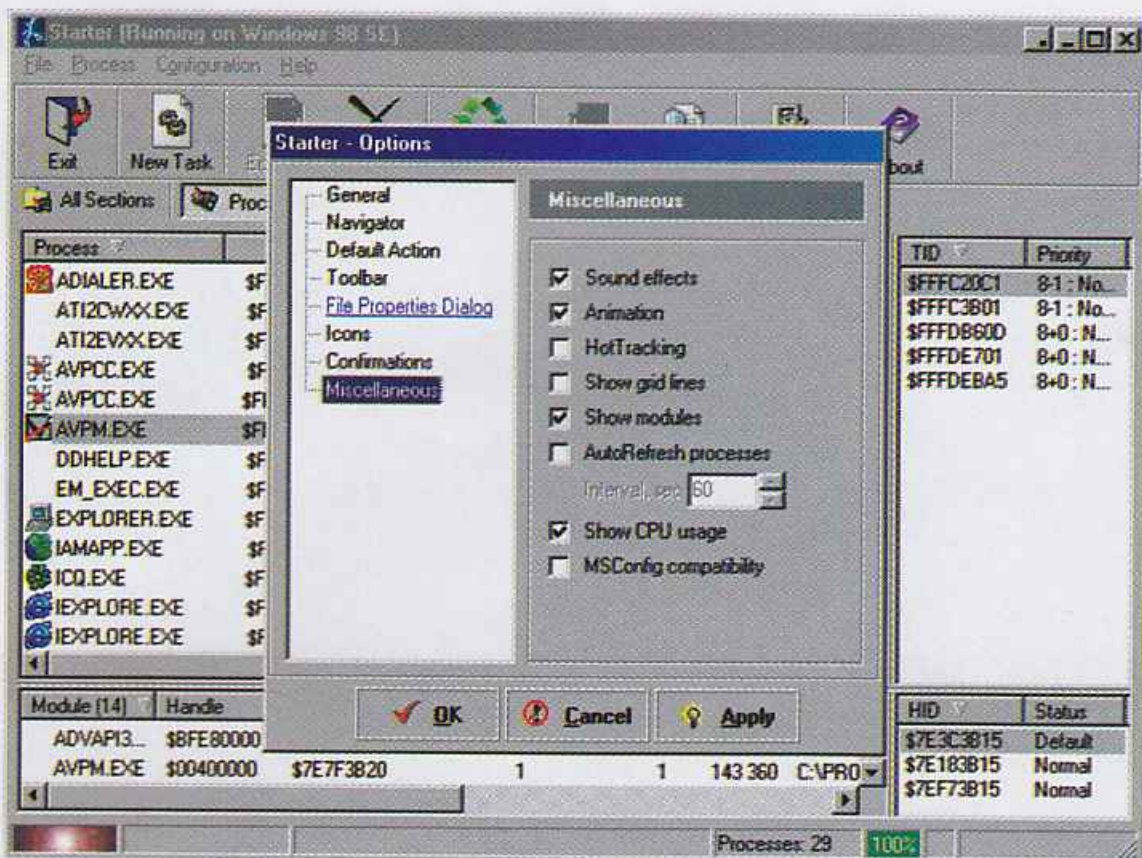 Starter (Running on Windows 98 SE)
File Process Configuration Help
Exit
New Task
bout
All Sections
Proc
Starter - Options
General
Navigator
Default Action
Toolbar
File Properties Dialog
Icons
Confirmations
Miscellaneous
Miscellaneous
Sound effects
Animation
HotTracking
Show grid lines
Show modules
AutoRefresh processes
Interval, sec 60
Show CPU usage
MSConfig compatibility
OK Cancel Apply
Process
ADIALER.EXE $F
ATI2CWXX.EXE $F
ATI2EVXX.EXE $F
AVPCC.EXE $F
AVPCC.EXE $FI
AVPM.EXE $FI
DDHELP.EXE $F
EM_EXEC.EXE $F
EXPLORER.EXE $F
IAMAPP.EXE $F
ICQ.EXE $F
IEXPLORE.EXE $F
IEXPLORE.EXE $F
TID Priority
$FFFC20C1 8-1 : No...
$FFFC3B01 8-1 : No...
$FFFDB60D 8+0 : N...
$FFFDE701 8+0 : N...
$FFFDEBA5 8+0 : N...
Module (14) Handle
ADVAPI3... $BFE80000
AVPM.EXE $00400000 $7E7F3B20 1 1 143 360 C:\PRO
HID Status
$7E3C3B15 Default
$7E183B15 Normal
$7EF73B15 Normal
Processes: 29 100%